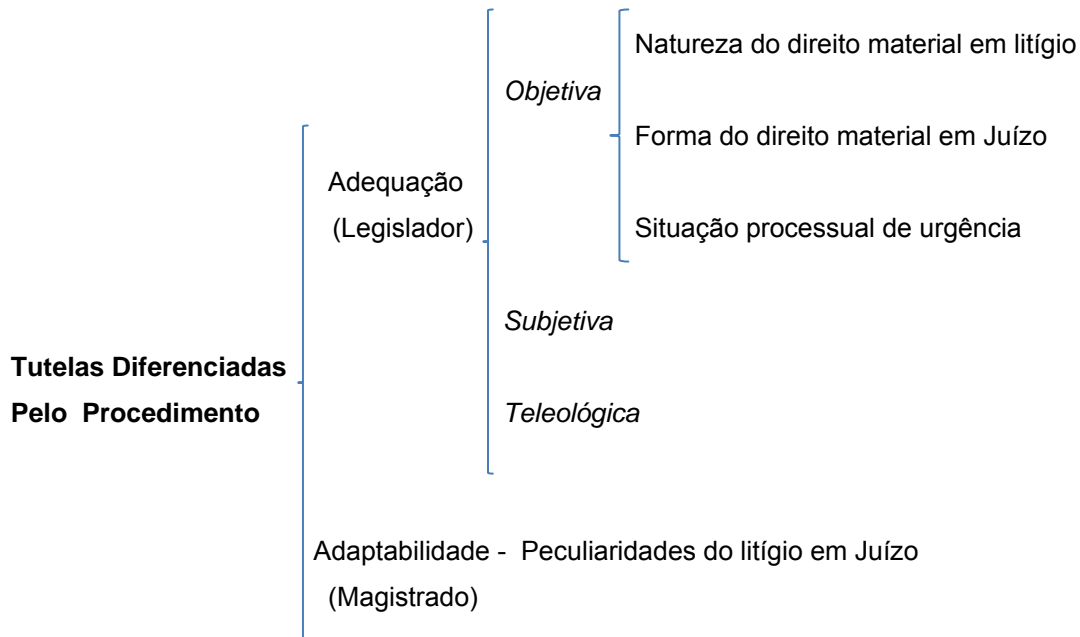 Natureza do direito material em litígio
Objetiva
Forma do direito material em Juízo
Adequação
(Legislador)
Situação processual de urgência
Subjetiva
Tutelas Diferenciadas
Pelo Procedimento
Teleológica
Adaptabilidade - Peculiaridades do litígio em Juízo
(Magistrado)